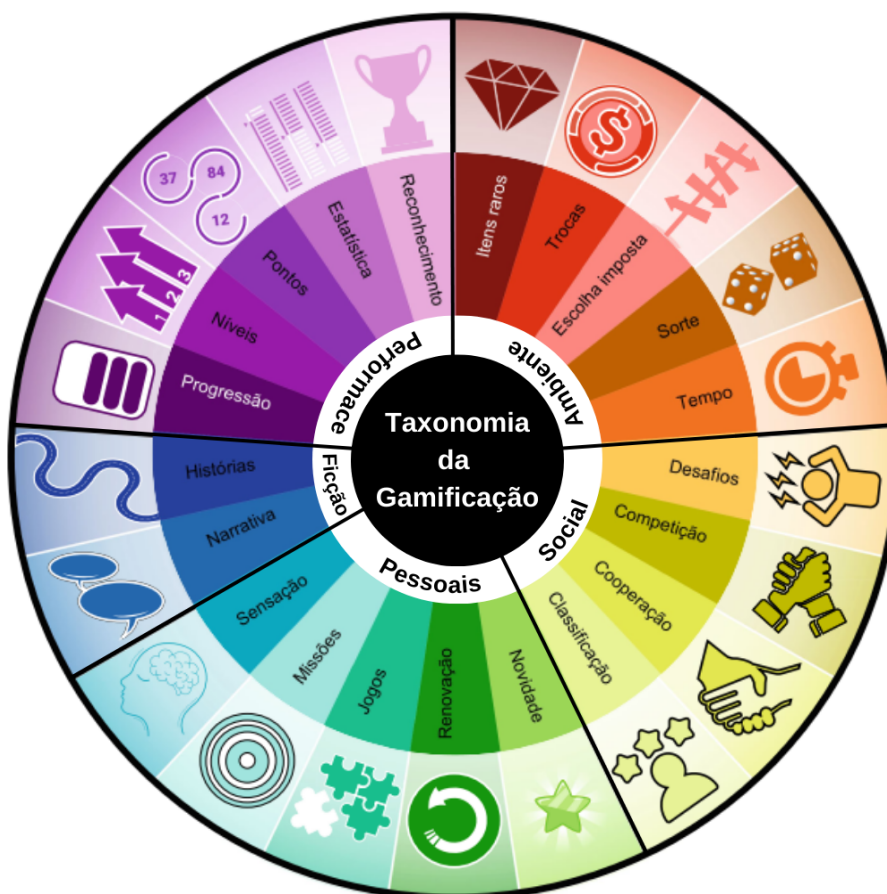 Taxonomia
da
Gamificação
Performace
Ambiente
Social
Pessoais
Ficção
Itens raros
Trocas
Escolha imposta
Sorte
Tempo
Desafios
Competição
Cooperação
Classificação
Novidade
Renovação
Jogos
Missões
Sensação
Narrativa
Histórias
Progressão
Níveis
Pontos
Estatística
Reconhecimento
$
1 2 3
37
84
12